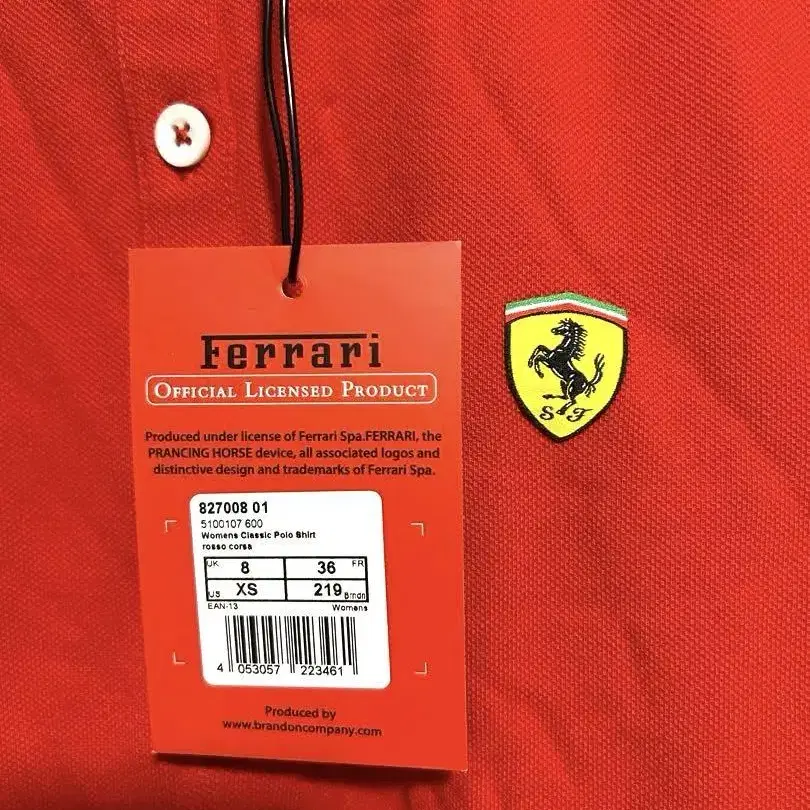 Ferrari
OFFICIAL LICENSED PRODUCT
Produced under license of Ferrari Spa.FERRARI, the
PRANCING HORSE device, all associated logos and
distinctive design and trademarks of Ferrari Spa.
827008 01
5100107 600
Womens Classic Polo Shirt
rosso corsa
UK 8 36 FR
US XS 219 Brndn
EAN-13 Womens
4 053057 223461
Produced by
www.brandoncompany.com
S F